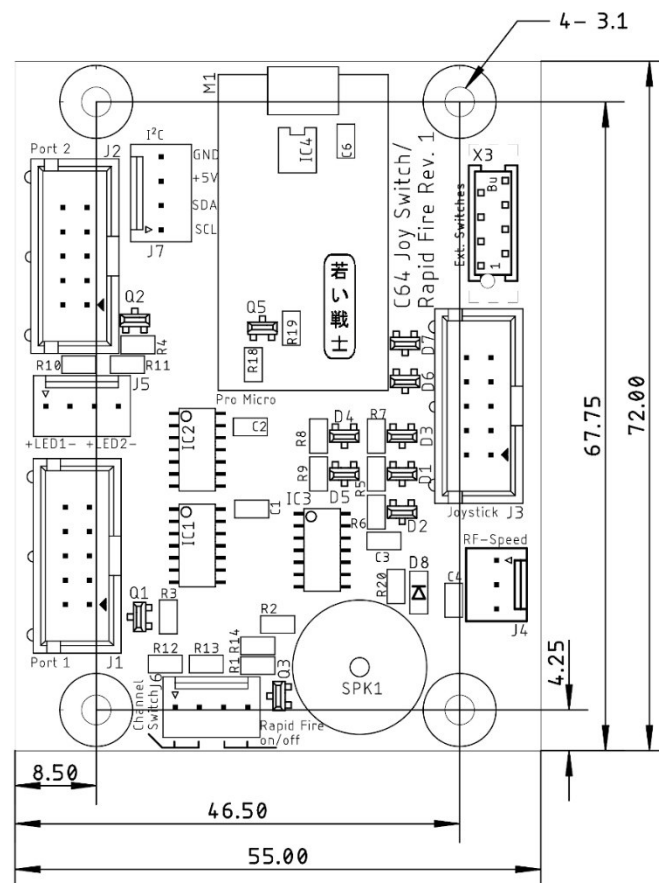 4- 3.1
M1
Port 2
J2
I²C
GND
+5V
SDA
SCL
J7
IC4
C6
C64 Joy Switch/
Rapid Fire Rev. 1
X3
Bu
1
Ext. Switches
若い戦士
Q2
R4
R10
R11
J5
+LED1- +LED2-
Q5
R19
R18
Pro Micro
D7
D6
IC2
C2
R8
D4
R7
D3
R9
D5
R5
D1
IC3
R6
D2
C3
Joystick
J3
67.75
72.00
IC1
C1
Q1
R3
Port 1
J1
R12
R13
R14
R1
R2
Q3
SPK1
R20
D8
C4
RF-Speed
J4
4.25
Channel
Switch
J6
Rapid Fire
on/off
8.50
46.50
55.00